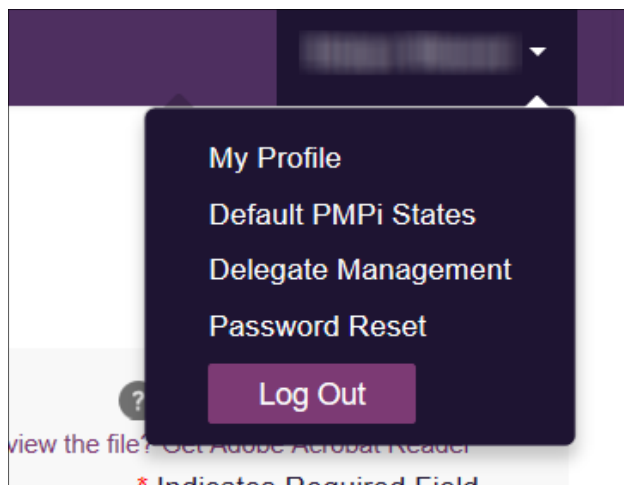 My Profile
Default PMPi States
Delegate Management
Password Reset
Log Out
?
view the file? Get Adobe Acrobat Reader
* Indicates Required Field